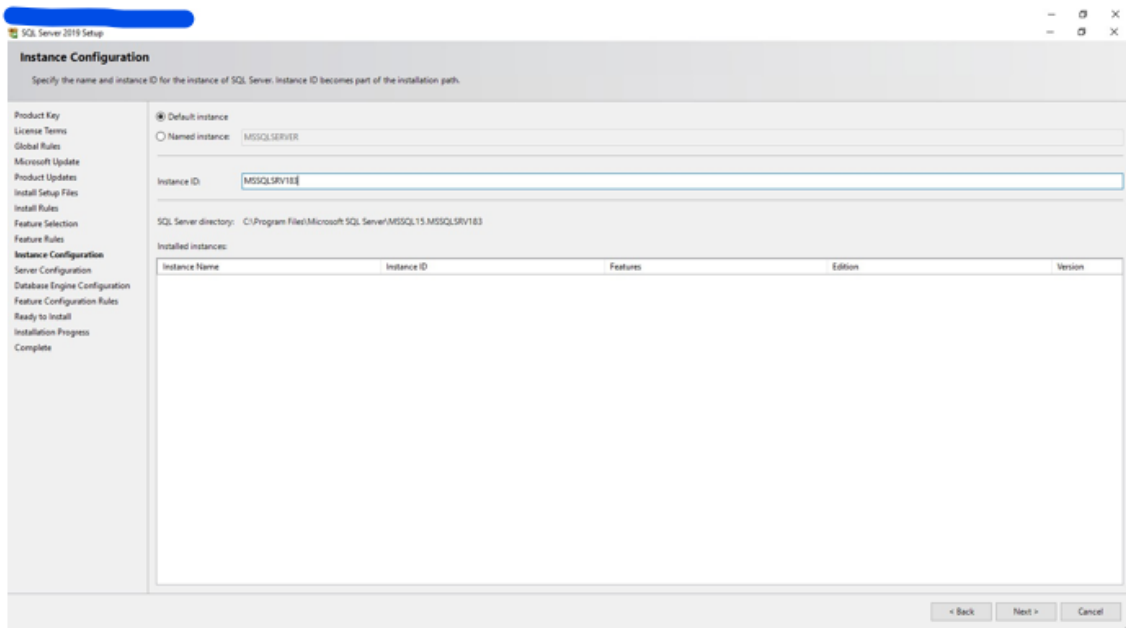 SQL Server 2019 Setup
Instance Configuration
Specify the name and instance ID for the instance of SQL Server. Instance ID becomes part of the installation path.
Product Key
License Terms
Global Rules
Microsoft Update
Product Updates
Install Setup Files
Install Rules
Feature Selection
Feature Rules
Instance Configuration
Server Configuration
Database Engine Configuration
Feature Configuration Rules
Ready to Install
Installation Progress
Complete
Default instance
Named instance: MSSQLSERVER
Instance ID: MSSQLSRV183
SQL Server directory: C:\Program Files\Microsoft SQL Server\MSSQL15.MSSQLSRV183
Installed instances:
Instance Name Instance ID Features Edition Version
< Back Next > Cancel